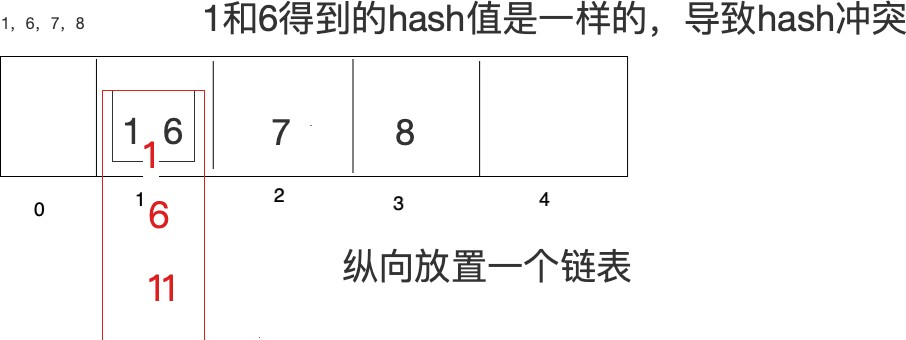 1, 6, 7, 8
1和6得到的hash值是一样的，导致hash冲突
1 6 7 8
1
0 1 2 3 4
6
纵向放置一个链表
11